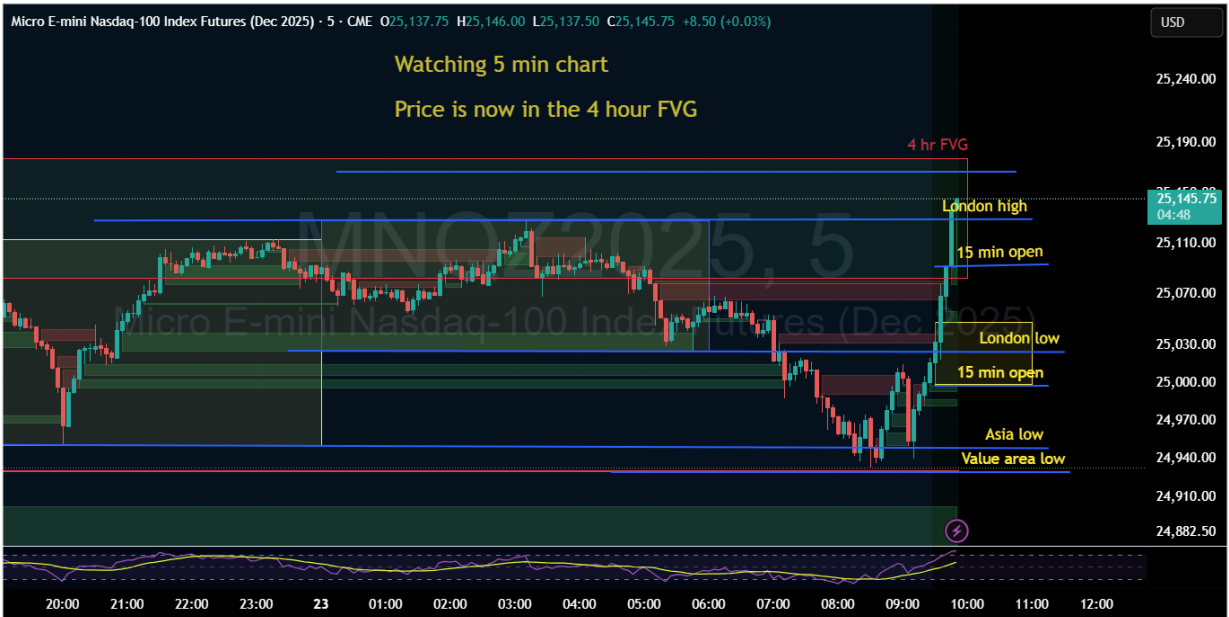 Micro E-mini Nasdaq-100 Index Futures (Dec 2025) · 5 · CME O25,137.75 H25,146.00 L25,137.50 C25,145.75 +8.50 (+0.03%)
USD
Watching 5 min chart
Price is now in the 4 hour FVG
25,240.00
25,190.00
4 hr FVG
25,150.00
25,145.75
04:48
London high
MNQZ2025, 5
25,110.00
15 min open
25,070.00
Micro E-mini Nasdaq-100 Index Futures (Dec 2025)
London low
25,030.00
15 min open
25,000.00
24,970.00
Asia low
24,940.00
Value area low
24,910.00
24,882.50
20:00 21:00 22:00 23:00 23 01:00 02:00 03:00 04:00 05:00 06:00 07:00 08:00 09:00 10:00 11:00 12:00